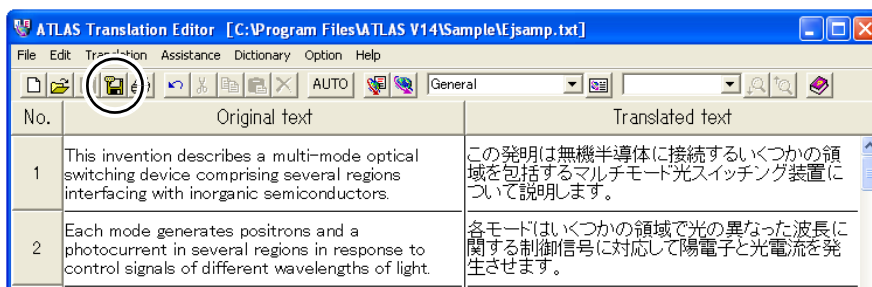 ATLAS Translation Editor [C:\Program Files\ATLAS V14\Sample\Ejsamp.txt]
File Edit Translation Assistance Dictionary Option Help
AUTO General
No. Original text Translated text
1
This invention describes a multi-mode optical
switching device comprising several regions
interfacing with inorganic semiconductors.
この発明は無機半導体に接続するいくつかの領
域を包括するマルチモード光スイッチング装置に
ついて説明します。
2
Each mode generates positrons and a
photocurrent in several regions in response to
control signals of different wavelengths of light.
各モードはいくつかの領域で光の異なった波長に
関する制御信号に対応して陽電子と光電流を発
生させます。